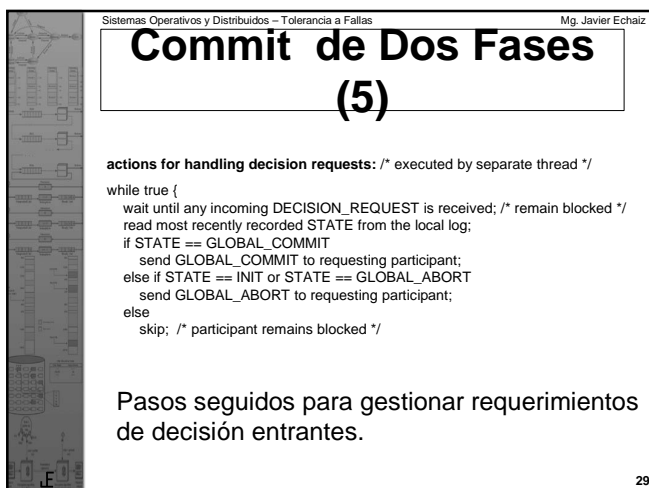 Sistemas Operativos y Distribuidos – Tolerancia a Fallas
Mg. Javier Echaiz
Commit de Dos Fases
(5)
actions for handling decision requests: /* executed by separate thread */
while true {
wait until any incoming DECISION_REQUEST is received; /* remain blocked */
read most recently recorded STATE from the local log;
if STATE == GLOBAL_COMMIT
send GLOBAL_COMMIT to requesting participant;
else if STATE == INIT or STATE == GLOBAL_ABORT
send GLOBAL_ABORT to requesting participant;
else
skip; /* participant remains blocked */
Pasos seguidos para gestionar requerimientos
de decisión entrantes.
29